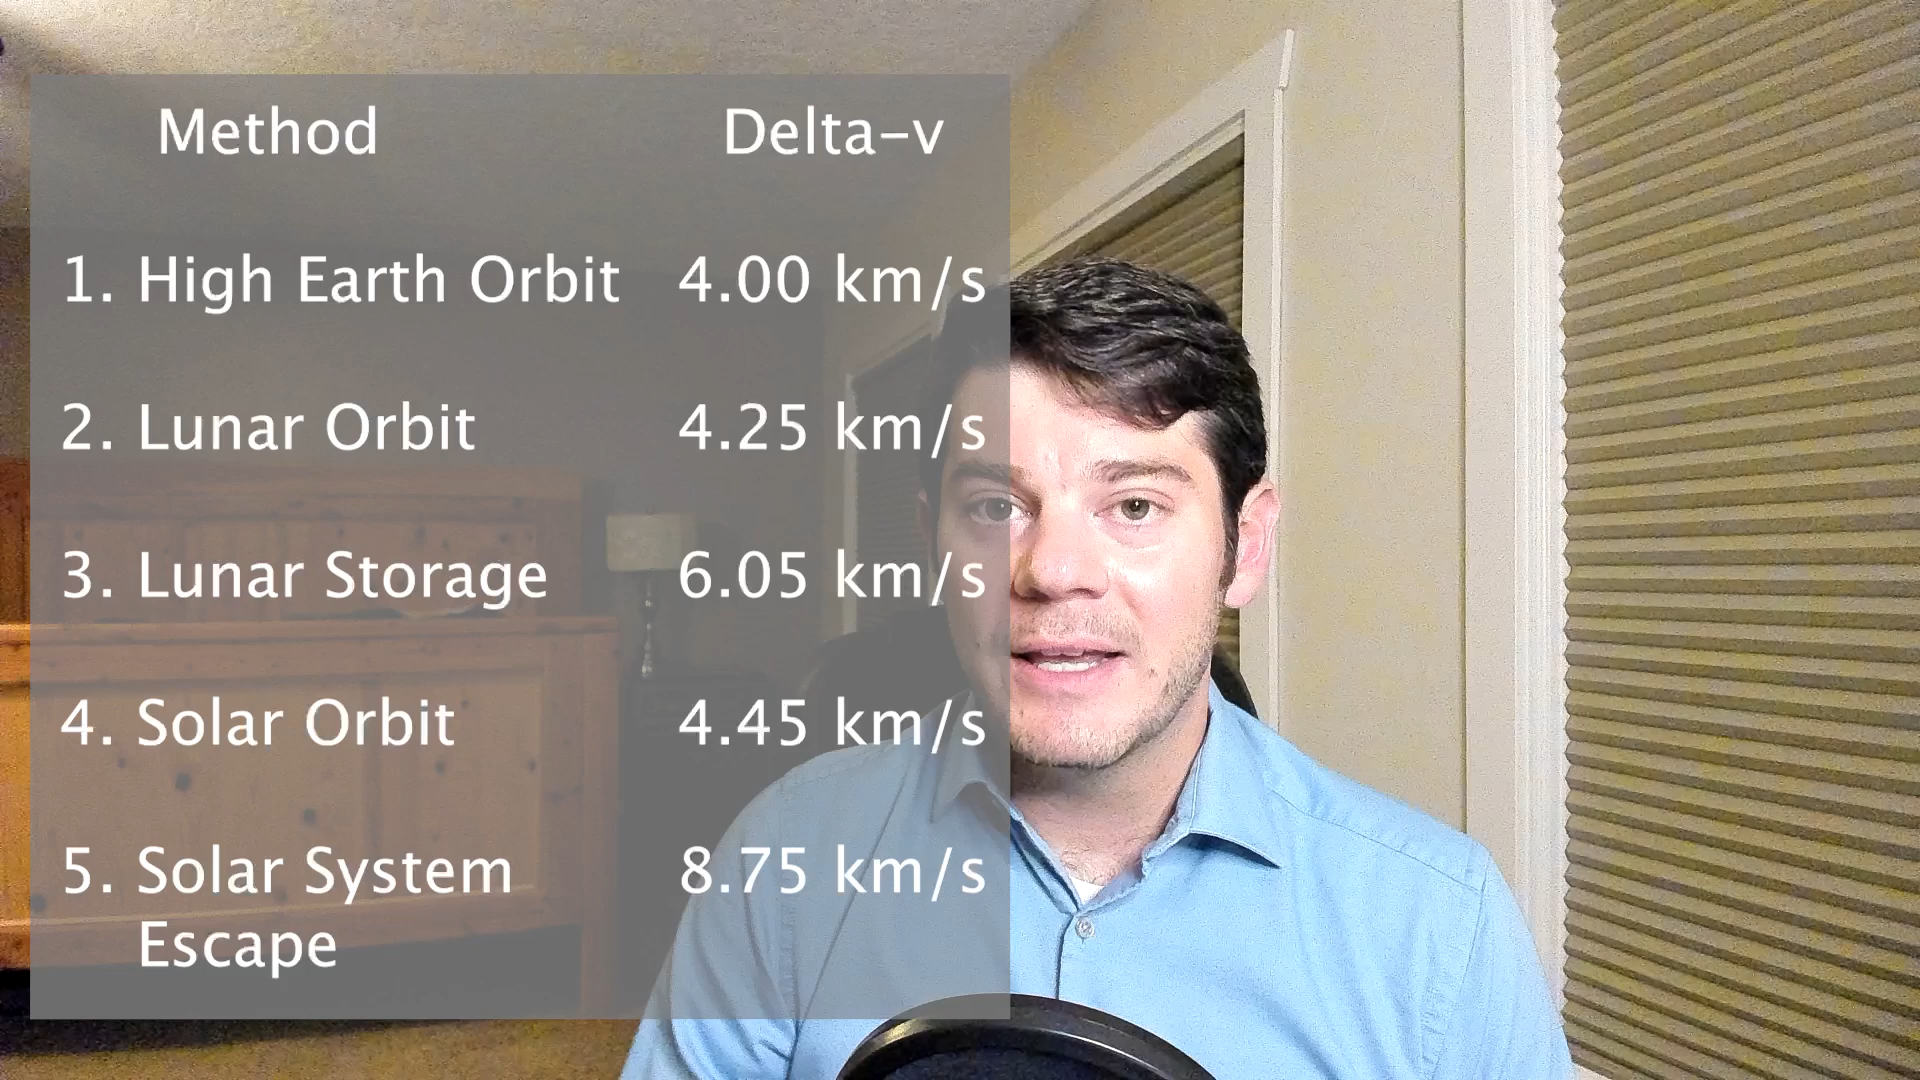 Method Delta-v
1. High Earth Orbit 4.00 km/s
2. Lunar Orbit 4.25 km/s
3. Lunar Storage 6.05 km/s
4. Solar Orbit 4.45 km/s
5. Solar System 8.75 km/s
Escape